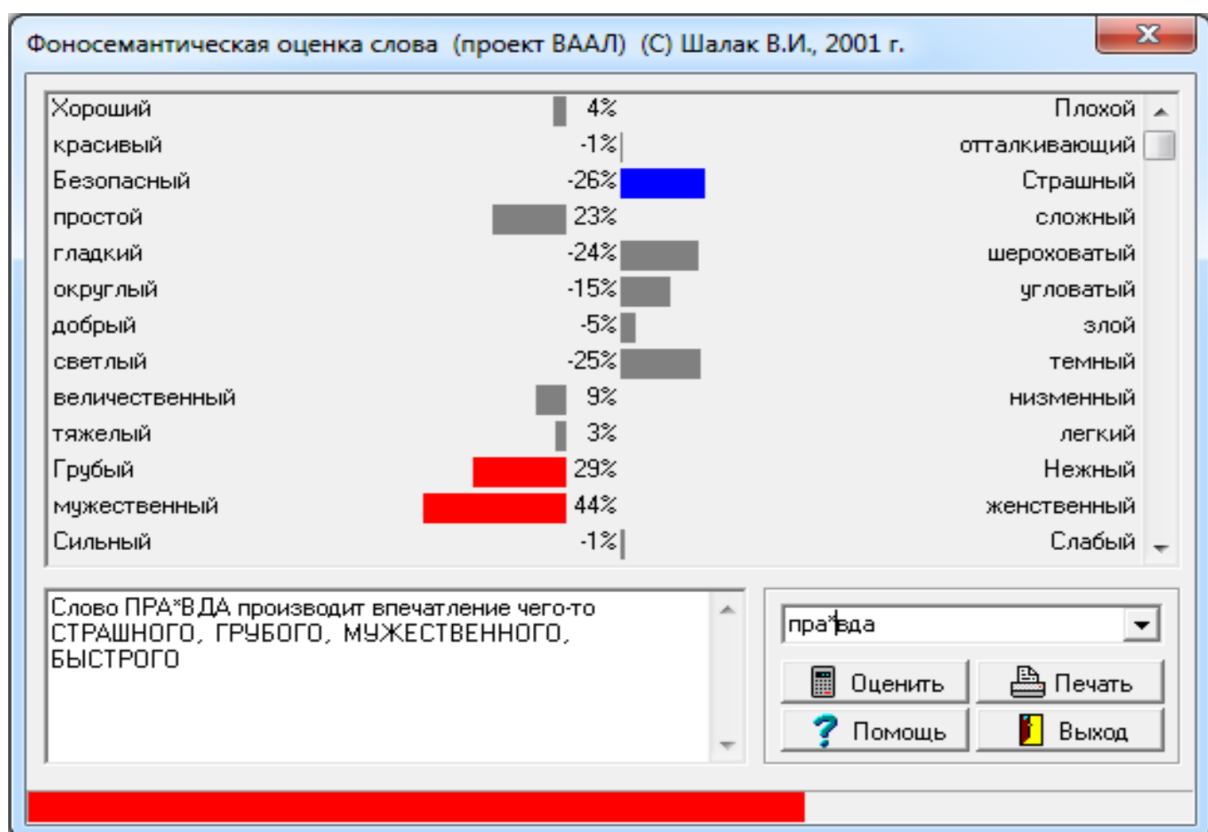 Фоносемантическая оценка слова (проект ВААЛ) (С) Шалак В.И., 2001 г.
Хороший 4% Плохой
красивый -1% отталкивающий
Безопасный -26% Страшный
простой 23% сложный
гладкий -24% шероховатый
округлый -15% угловатый
добрый -5% злой
светлый -25% темный
величественный 9% низменный
тяжелый 3% легкий
Грубый 29% Нежный
мужественный 44% женственный
Сильный -1% Слабый
Слово ПРА*ВДА производит впечатление чего-то
СТРАШНОГО, ГРУБОГО, МУЖЕСТВЕННОГО,
БЫСТРОГО
пра*вда
Оценить Печать
Помощь Выход